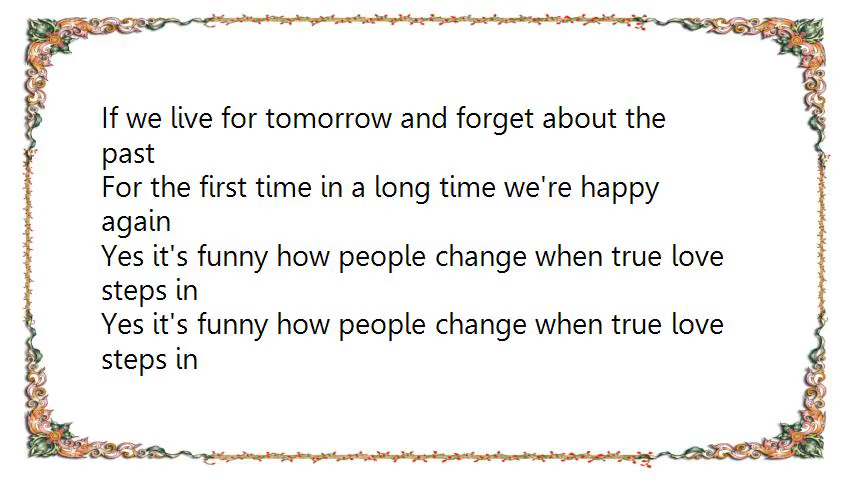 If we live for tomorrow and forget about the
past
For the first time in a long time we're happy
again
Yes it's funny how people change when true love
steps in
Yes it's funny how people change when true love
steps in